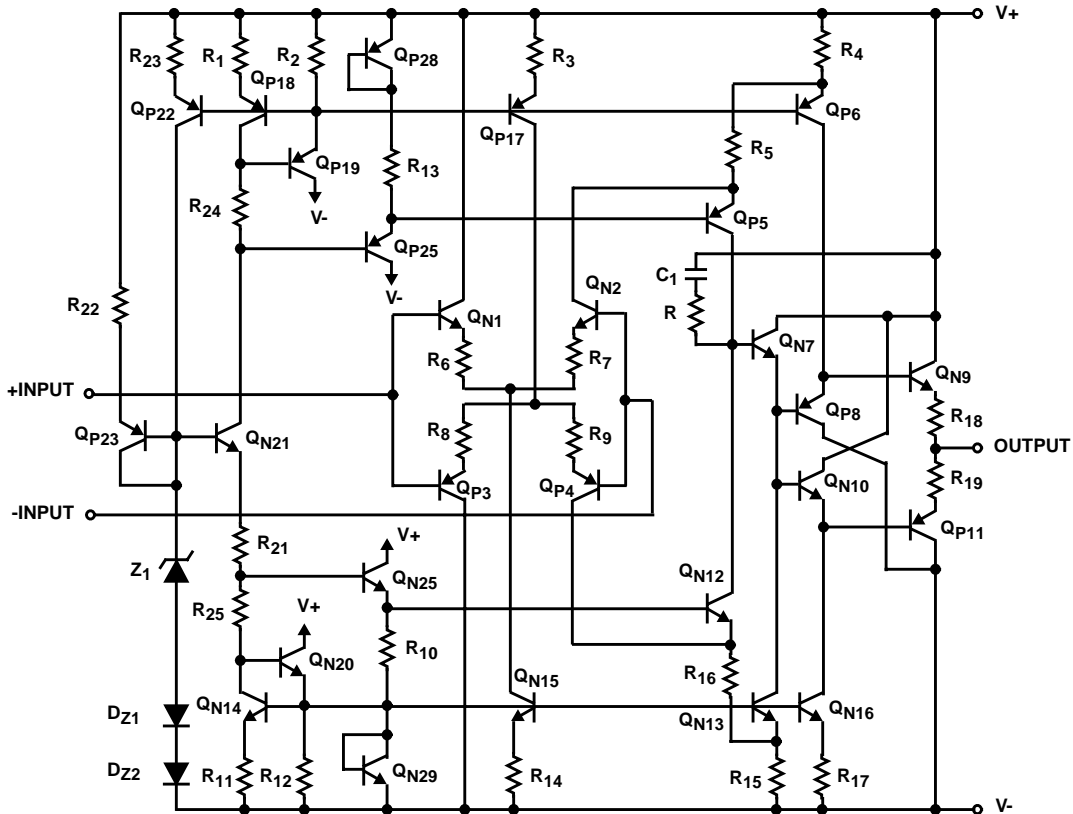 V+
R23
R1
R2
QP28
R3
R4
QP18
QP22
QP17
QP6
QP19
R13
R5
R24
V-
QP25
QP5
V-
C1
R22
QN1
QN2
R
QN7
R6
R7
QN9
+INPUT
QP8
R18
QP23
QN21
R8
R9
OUTPUT
QP3
QP4
QN10
R19
-INPUT
QP11
R21
V+
Z1
QN25
QN12
R25
V+
R10
QN20
R16
QN14
QN15
QN13
QN16
DZ1
DZ2
R11
R12
QN29
R14
R15
R17
V-